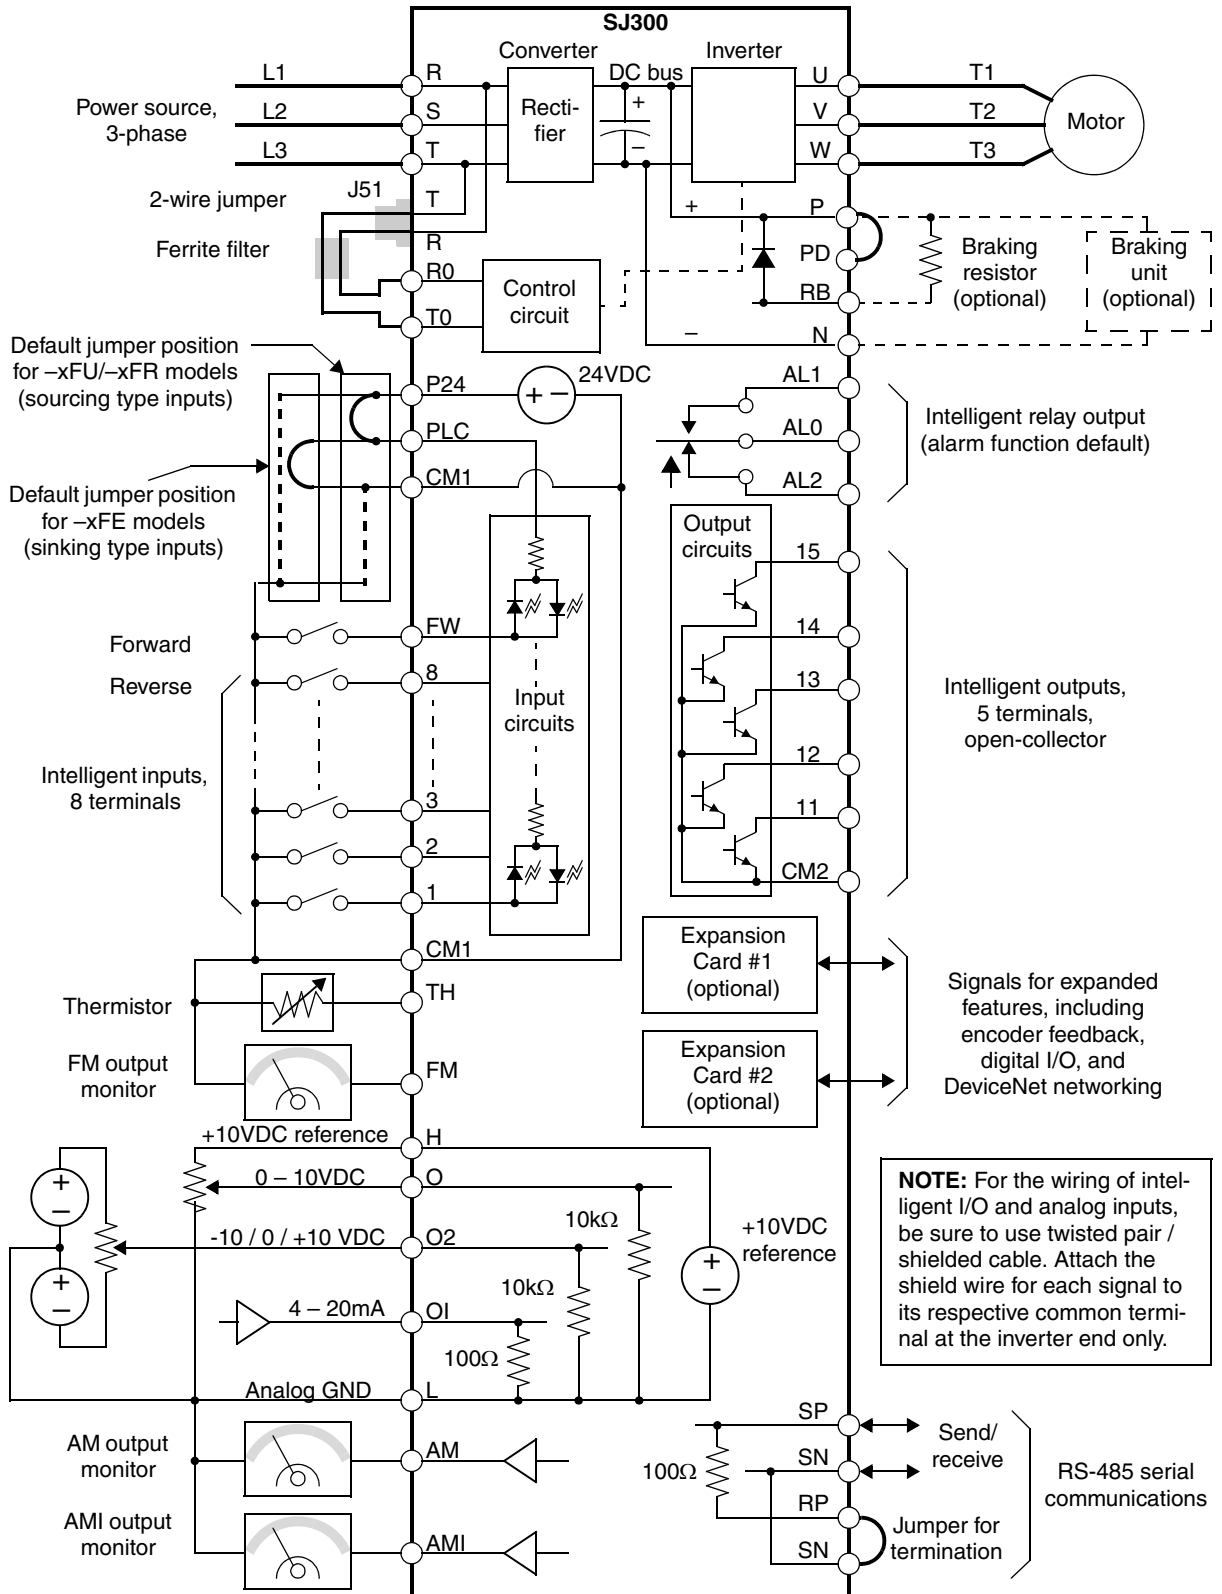 SJ300
Converter
Inverter
L1
R
DC bus
U
T1
Power source,
3-phase
L2
S
Recti-
fier
+
–
V
T2
Motor
L3
T
W
T3
2-wire jumper
J51
T
+
P
Ferrite filter
R
PD
Braking
resistor
(optional)
Braking
unit
(optional)
R0
Control
circuit
RB
T0
–
N
Default jumper position
for –xFU/–xFR models
(sourcing type inputs)
P24
+ –
24VDC
AL1
PLC
AL0
Intelligent relay output
(alarm function default)
CM1
AL2
Default jumper position
for –xFE models
(sinking type inputs)
Output
circuits
15
Forward
FW
14
Reverse
8
13
Input
circuits
Intelligent outputs,
5 terminals,
open-collector
Intelligent inputs,
8 terminals
12
3
11
2
CM2
1
CM1
Expansion
Card #1
(optional)
Thermistor
TH
Signals for expanded
features, including
encoder feedback,
digital I/O, and
DeviceNet networking
FM output
monitor
FM
Expansion
Card #2
(optional)
+10VDC reference
H
0 – 10VDC
O
10kΩ
+10VDC
reference
+
–
+
–
-10 / 0 / +10 VDC
O2
+
–
10kΩ
4 – 20mA
OI
100Ω
Analog GND
L
NOTE: For the wiring of intel-
ligent I/O and analog inputs,
be sure to use twisted pair /
shielded cable. Attach the
shield wire for each signal to
its respective common termi-
nal at the inverter end only.
AM output
monitor
AM
SP
Send/
receive
100Ω
SN
RS-485 serial
communications
RP
Jumper for
termination
AMI output
monitor
AMI
SN